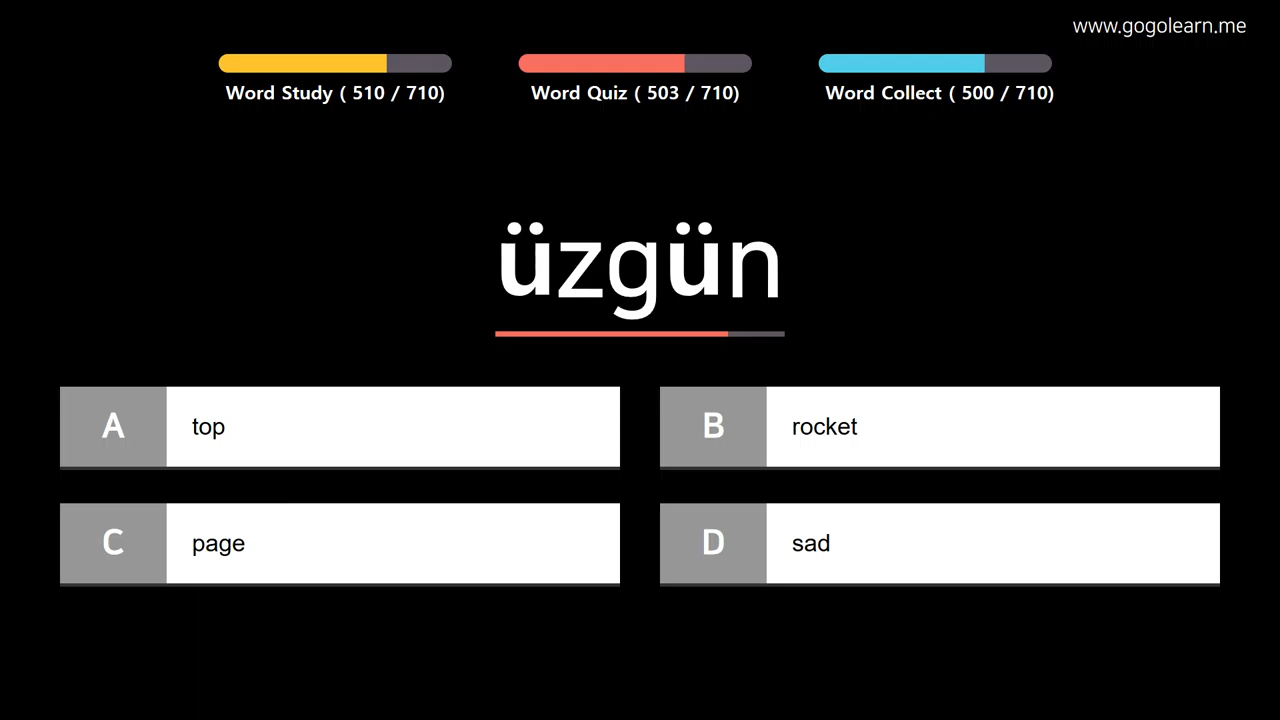 www.gogolearn.me
Word Study ( 510 / 710)
Word Quiz ( 503 / 710)
Word Collect ( 500 / 710)
üzgün
A top
B rocket
C page
D sad